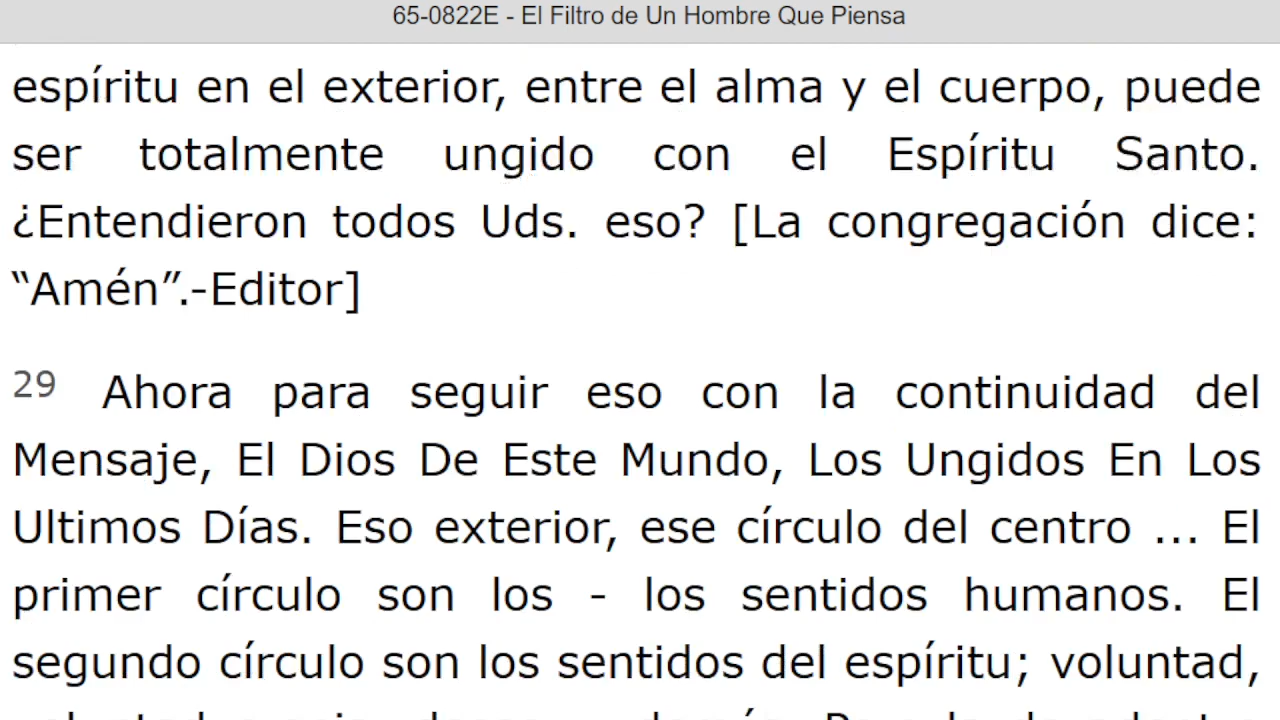 65-0822E - El Filtro de Un Hombre Que Piensa
espíritu en el exterior, entre el alma y el cuerpo, puede
ser totalmente ungido con el Espíritu Santo.
¿Entendieron todos Uds. eso? [La congregación dice:
“Amén”.-Editor]
29 Ahora para seguir eso con la continuidad del
Mensaje, El Dios De Este Mundo, Los Ungidos En Los
Ultimos Días. Eso exterior, ese círculo del centro ... El
primer círculo son los - los sentidos humanos. El
segundo círculo son los sentidos del espíritu; voluntad,